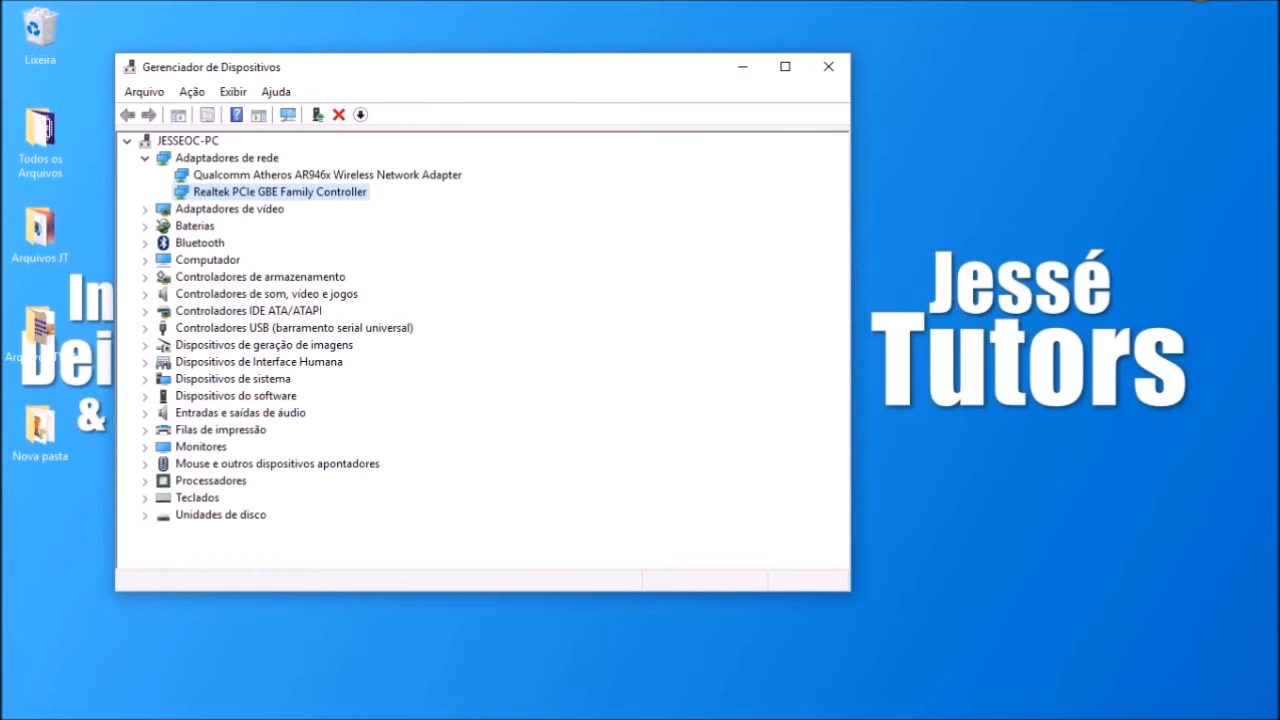 Lixeira
Todos os
Arquivos
Arquivos JT
Nova pasta
In
Dei
&
Gerenciador de Dispositivos
Arquivo Ação Exibir Ajuda
JESSEOC-PC
Adaptadores de rede
Qualcomm Atheros AR946x Wireless Network Adapter
Realtek PCIe GBE Family Controller
Adaptadores de vídeo
Baterias
Bluetooth
Computador
Controladores de armazenamento
Controladores de som, vídeo e jogos
Controladores IDE ATA/ATAPI
Controladores USB (barramento serial universal)
Dispositivos de geração de imagens
Dispositivos de Interface Humana
Dispositivos de sistema
Dispositivos do software
Entradas e saídas de áudio
Filas de impressão
Monitores
Mouse e outros dispositivos apontadores
Processadores
Teclados
Unidades de disco
Jessé
Tutors